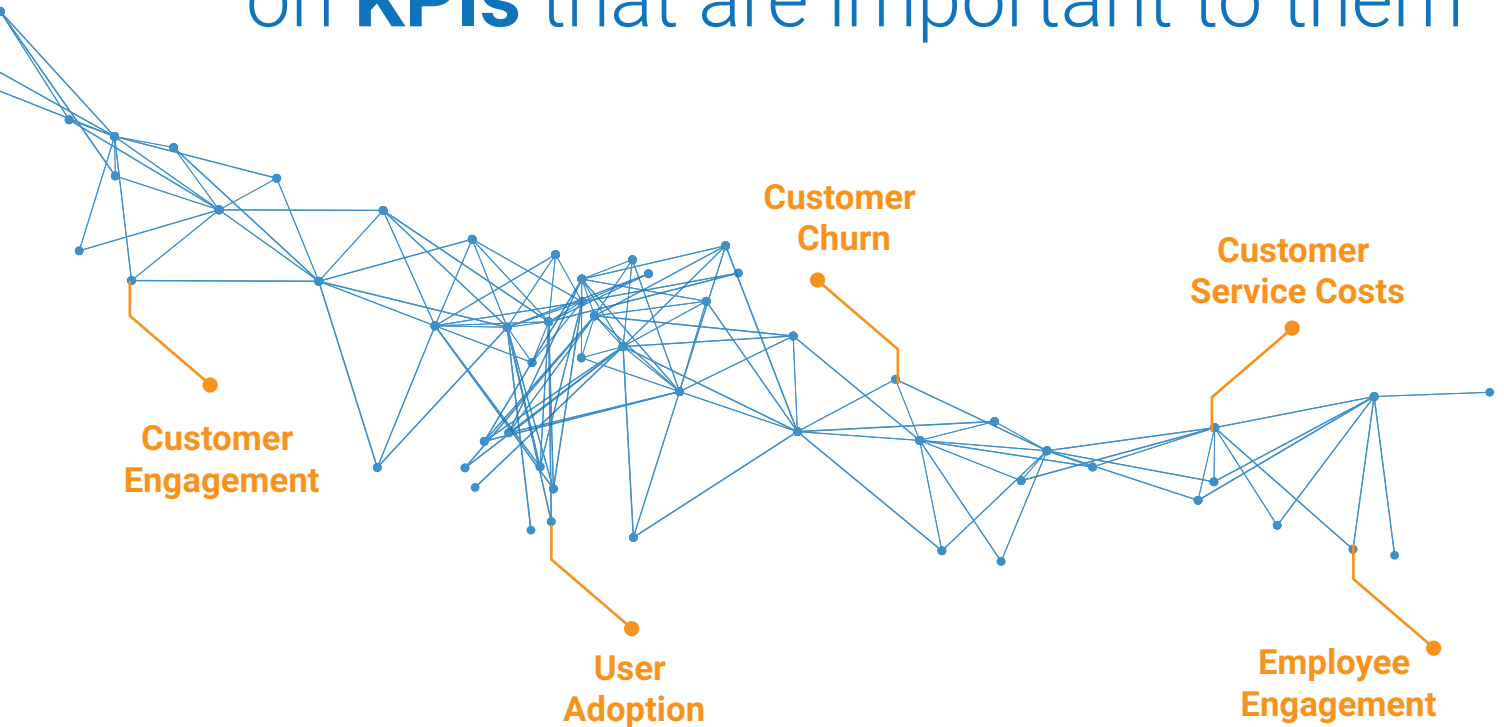 on KPIs that are important to them
Customer
Churn
Customer
Service Costs
Customer
Engagement
User
Adoption
Employee
Engagement